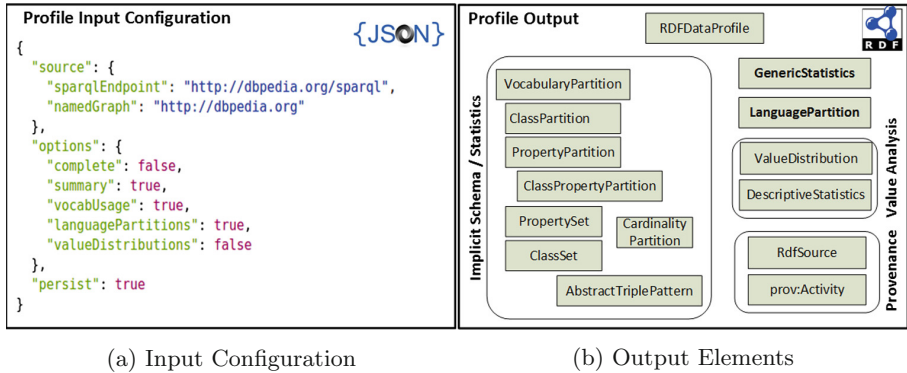 Profile Input Configuration
{JSON}
{
"source": {
"sparqlEndpoint": "http://dbpedia.org/sparql",
"namedGraph": "http://dbpedia.org"
},
"options": {
"complete": false,
"summary": true,
"vocabUsage": true,
"languagePartitions": true,
"valueDistributions": false
},
"persist": true
}
(a) Input Configuration
Profile Output
RDF
RDFDataProfile
Implicit Schema / Statistics
VocabularyPartition
ClassPartition
PropertyPartition
ClassPropertyPartition
PropertySet
Cardinality
Partition
ClassSet
AbstractTriplePattern
GenericStatistics
LanguagePartition
ValueDistribution
DescriptiveStatistics
Value Analysis
RdfSource
prov:Activity
Provenance
(b) Output Elements